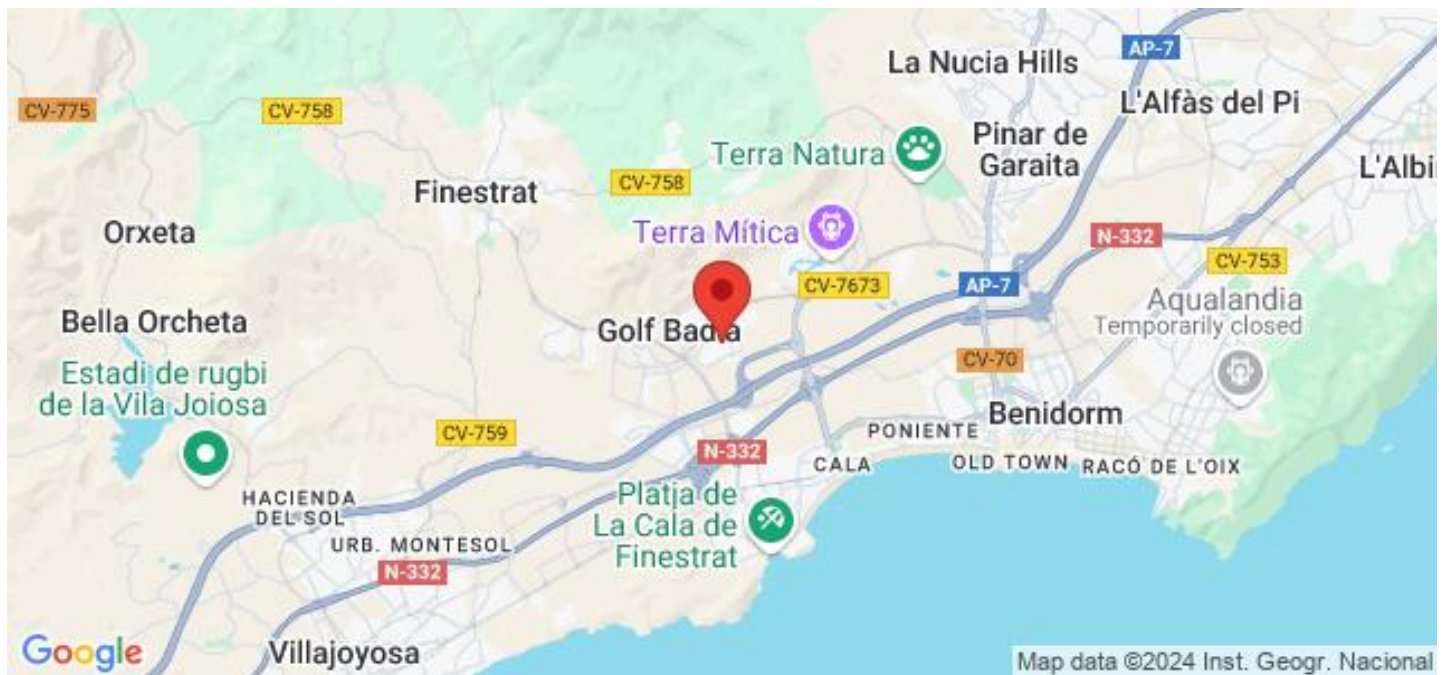 AP-7
La Nucia Hills
CV-775
CV-758
L'Alfàs del Pi
Pinar de
Garaita
Terra Natura
L'Albi
Finestrat
CV-758
Orxeta
Terra Mítica
N-332
CV-753
CV-7673
AP-7
Aqualandia
Temporarily closed
Bella Orcheta
Golf Badia
CV-70
Estadi de rugbi
de la Vila Joiosa
Benidorm
CV-759
PONIENTE
N-332
CALA
OLD TOWN
RACÓ DE L'OIX
HACIENDA
DEL SOL
Platja de
La Cala de
Finestrat
URB. MONTESOL
N-332
Villajoyosa
Google
Map data ©2024 Inst. Geogr. Nacional